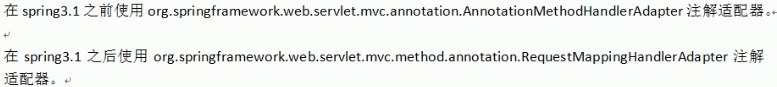 在 spring3.1 之前使用 org.springframework.web.servlet.mvc.annotation.AnnotationMethodHandlerAdapter 注解适配器。
在 spring3.1 之后使用 org.springframework.web.servlet.mvc.method.annotation.RequestMappingHandlerAdapter 注解
适配器。